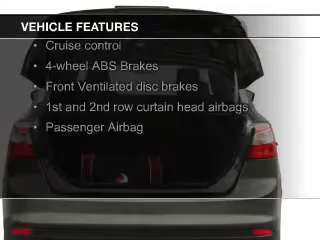 VEHICLE FEATURES
• Cruise control
• 4-wheel ABS Brakes
• Front Ventilated disc brakes
• 1st and 2nd row curtain head airbags
• Passenger Airbag